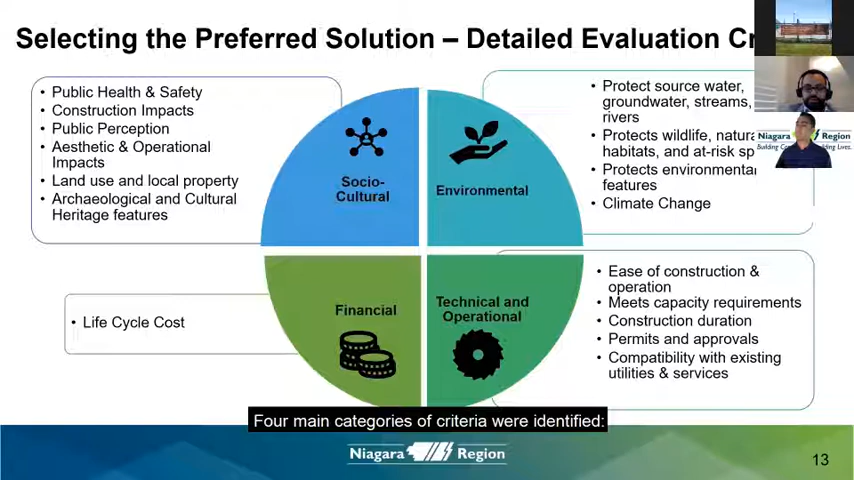 Selecting the Preferred Solution – Detailed Evaluation
• Public Health & Safety
• Construction Impacts
• Public Perception
• Aesthetic & Operational
Impacts
• Land use and local property
• Archaeological and Cultural
Heritage features
Socio-
Cultural
Environmental
• Protect source water,
groundwater, streams,
rivers
• Protects wildlife,
habitats, and at-risk
• Protects
features
• Climate Change
Niagara Region
• Life Cycle Cost
Financial
Technical and
Operational
• Ease of construction &
operation
• Meets capacity requirements
• Construction duration
• Permits and approvals
• Compatibility with existing
utilities & services
Four main categories of criteria were identified:
Niagara Region
13